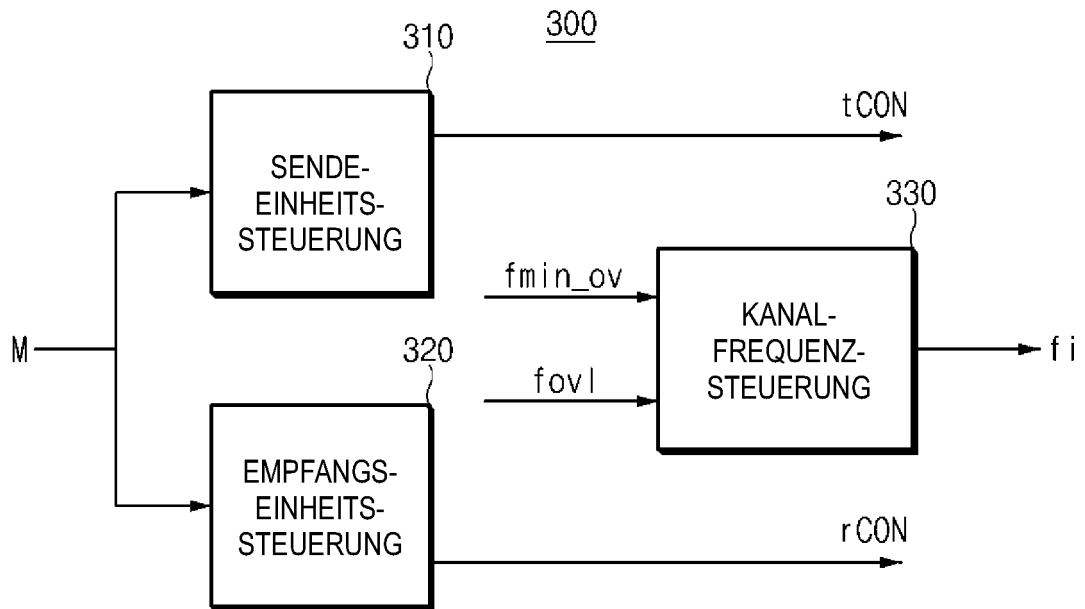 300
310
tCON
SENDE-
EINHEITS-
STEUERUNG
330
fmin_ov
KANAL-
FREQUENZ-
STEUERUNG
M
fi
320
fovl
EMPFANGS-
EINHEITS-
STEUERUNG
rCON